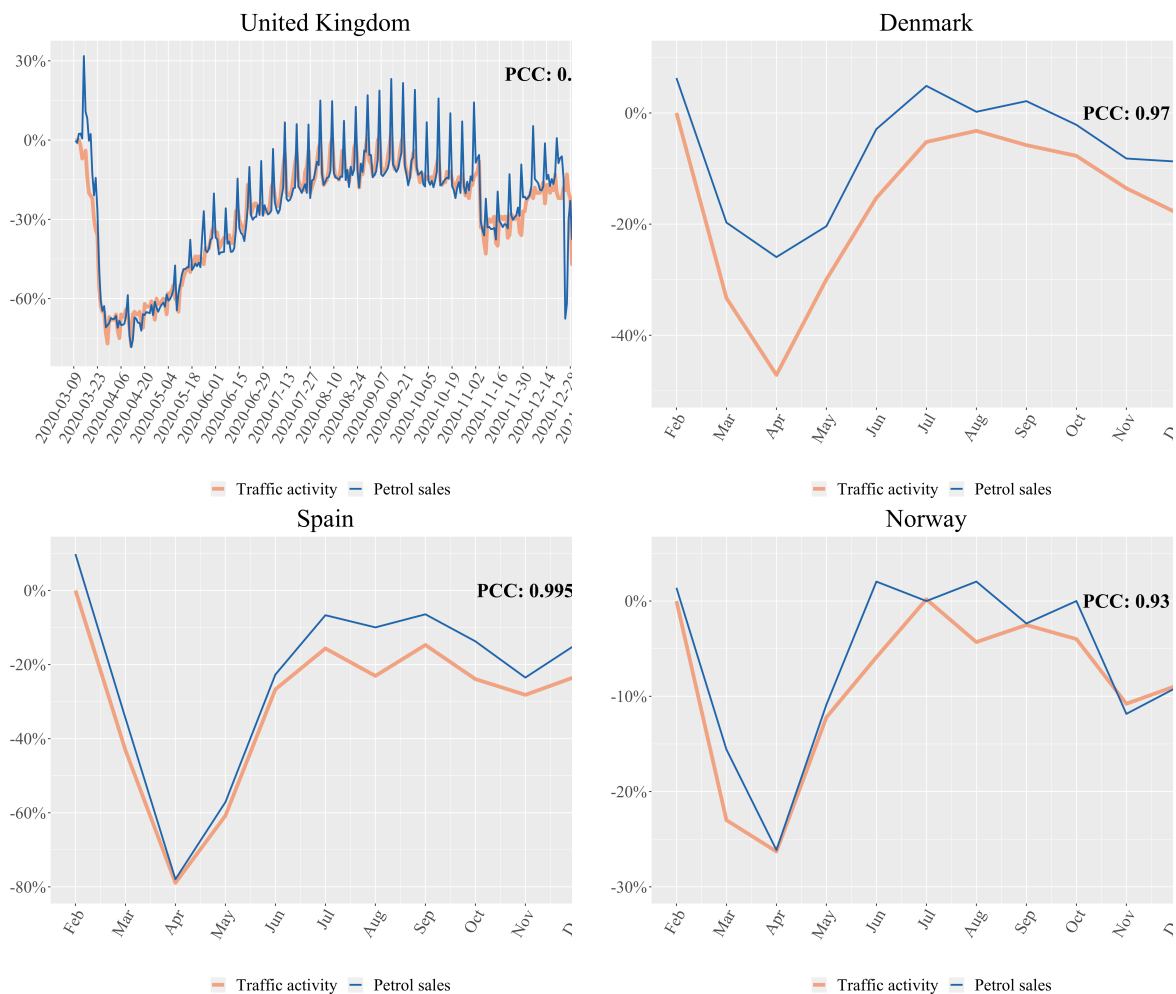 United Kingdom
30%
0%
-30%
-60%
PCC: 0.
2020-03-09
2020-03-23
2020-04-06
2020-04-20
2020-05-04
2020-05-18
2020-06-01
2020-06-15
2020-06-29
2020-07-13
2020-07-27
2020-08-10
2020-08-24
2020-09-07
2020-09-21
2020-10-05
2020-10-19
2020-11-02
2020-11-16
2020-11-30
2020-12-14
2020-12-28
Traffic activity Petrol sales
Denmark
0%
-20%
-40%
PCC: 0.97
Feb
Mar
Apr
May
Jun
Jul
Aug
Sep
Oct
Nov
D
Traffic activity Petrol sales
Spain
0%
-20%
-40%
-60%
-80%
PCC: 0.995
Feb
Mar
Apr
May
Jun
Jul
Aug
Sep
Oct
Nov
D
Traffic activity Petrol sales
Norway
0%
-10%
-20%
-30%
PCC: 0.93
Feb
Mar
Apr
May
Jun
Jul
Aug
Sep
Oct
Nov
D
Traffic activity Petrol sales